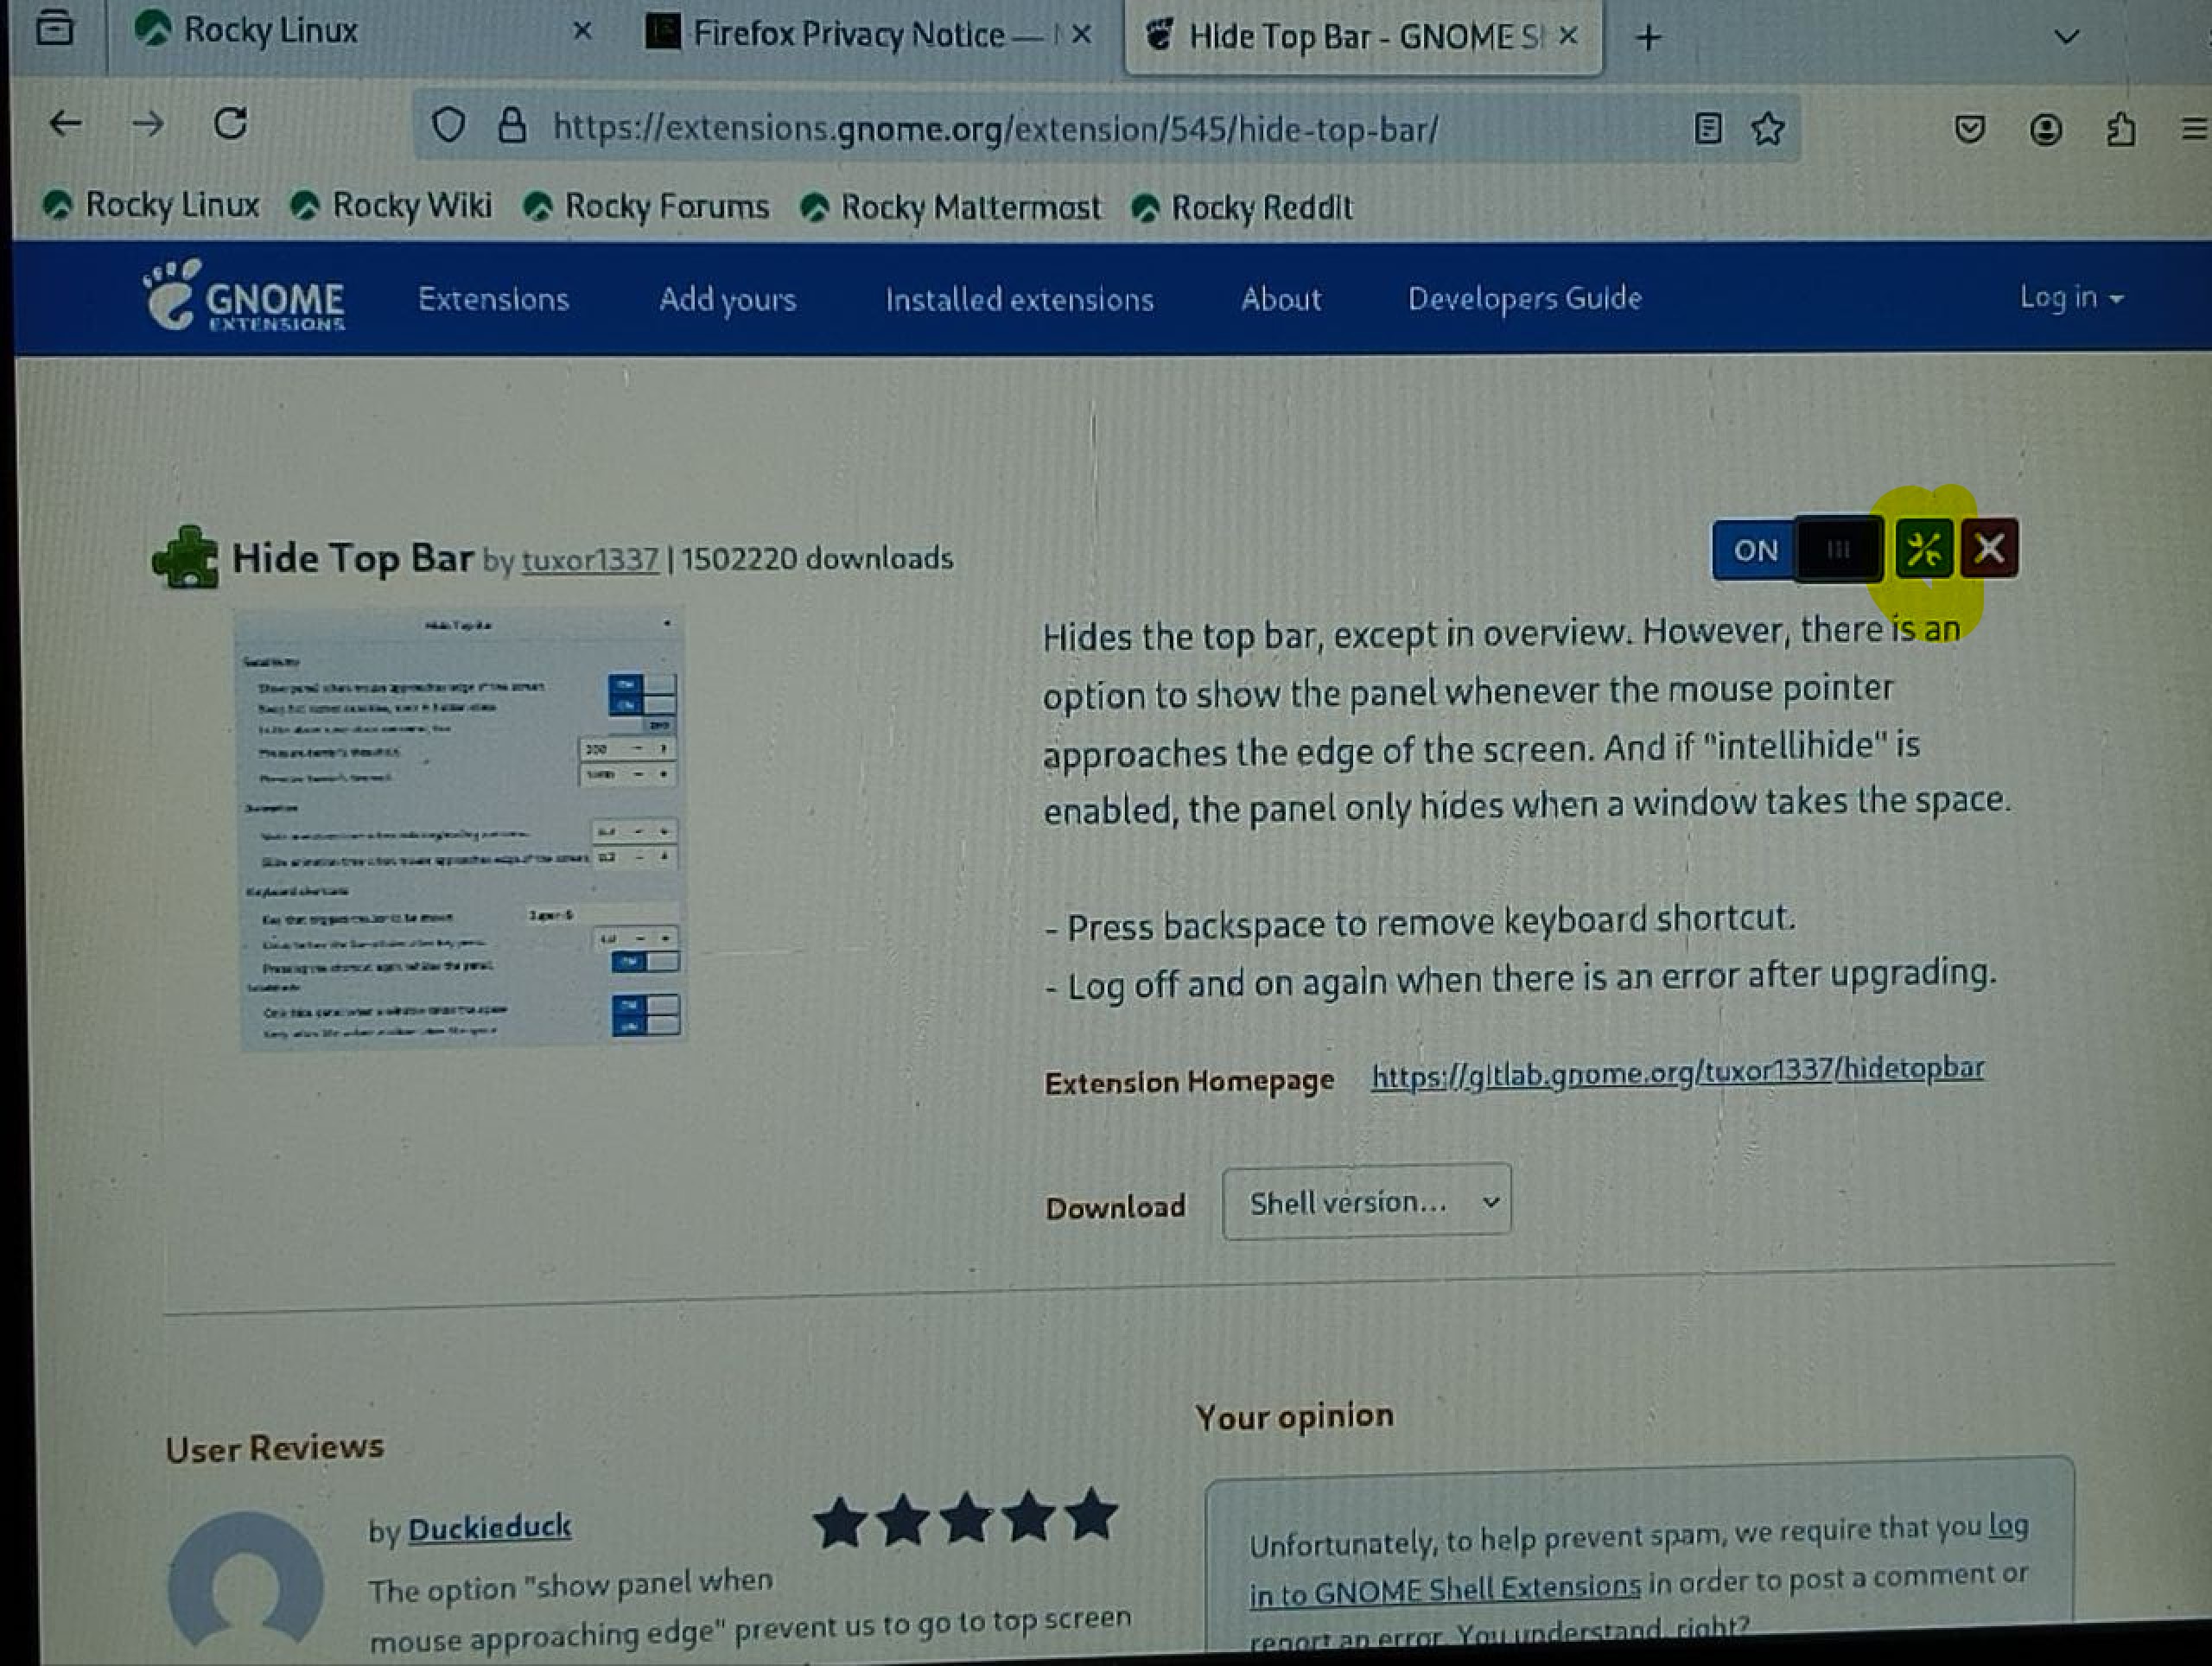 Rocky Linux
Firefox Privacy Notice —
Hide Top Bar - GNOME S
https://extensions.gnome.org/extension/545/hide-top-bar/
Rocky Linux Rocky Wiki Rocky Forums Rocky Mattermost Rocky Reddit
GNOME EXTENSIONS
Extensions Add yours Installed extensions About Developers Guide Log in
Hide Top Bar by tuxor1337 | 1502220 downloads
ON
Hides the top bar, except in overview. However, there is an
option to show the panel whenever the mouse pointer
approaches the edge of the screen. And if "intellihide" is
enabled, the panel only hides when a window takes the space.
- Press backspace to remove keyboard shortcut.
- Log off and on again when there is an error after upgrading.
Extension Homepage https://gitlab.gnome.org/tuxor1337/hidetopbar
Download Shell version...
User Reviews
by Duckieduck
The option "show panel when
mouse approaching edge" prevent us to go to top screen
Your opinion
Unfortunately, to help prevent spam, we require that you log
in to GNOME Shell Extensions in order to post a comment or
report an error. You understand, right?